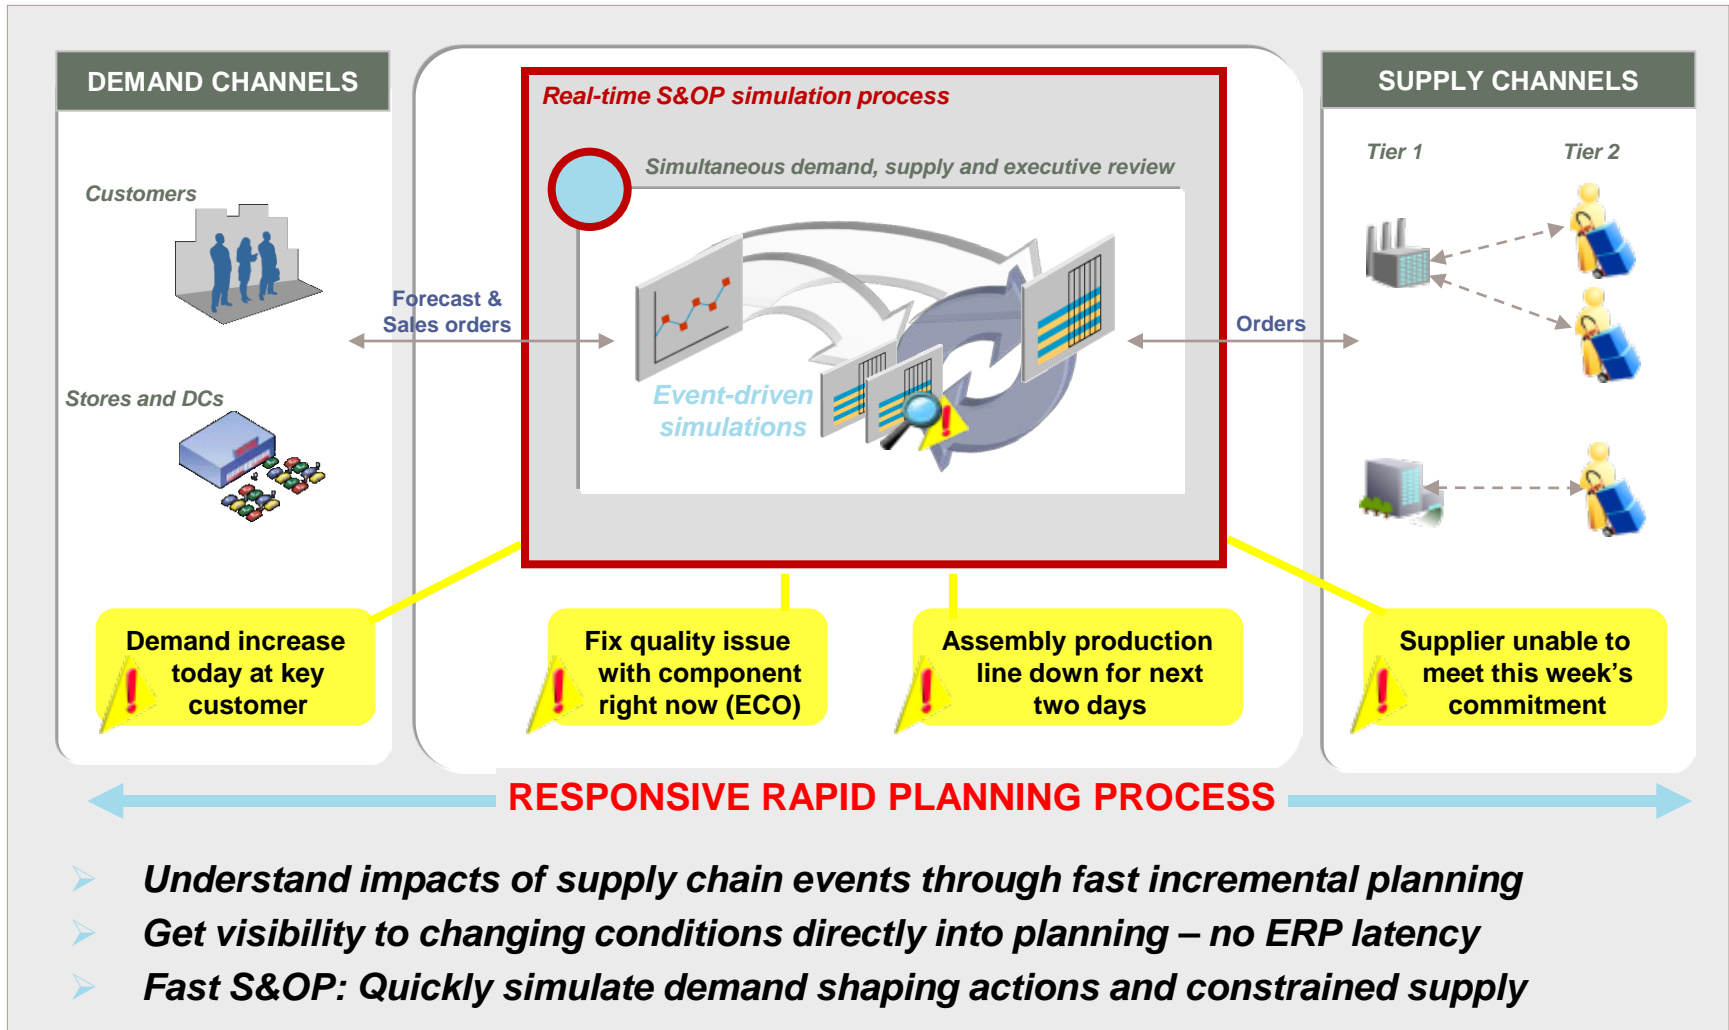 DEMAND CHANNELS
SUPPLY CHANNELS
Real-time S&OP simulation process
Simultaneous demand, supply and executive review
Tier 1
Tier 2
Customers
Forecast &
Sales orders
Orders
Stores and DCs
Event-driven
simulations
Demand increase
today at key
customer
Fix quality issue
with component
right now (ECO)
Assembly production
line down for next
two days
Supplier unable to
meet this week’s
commitment
RESPONSIVE RAPID PLANNING PROCESS
Understand impacts of supply chain events through fast incremental planning
Get visibility to changing conditions directly into planning – no ERP latency
Fast S&OP: Quickly simulate demand shaping actions and constrained supply